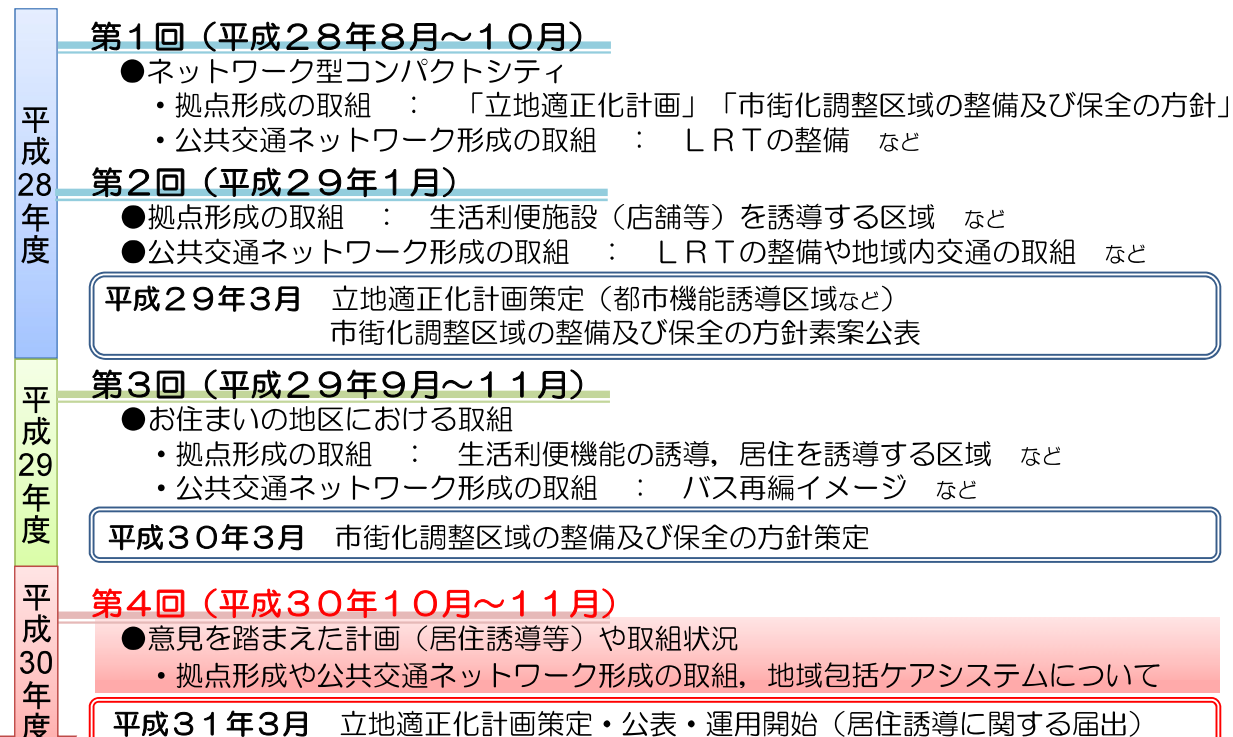 平成28年度
第1回（平成28年8月～10月）
●ネットワーク型コンパクトシティ
・拠点形成の取組　：　「立地適正化計画」「市街化調整区域の整備及び保全の方針」
・公共交通ネットワーク形成の取組　：　ＬＲＴの整備　など
第2回（平成29年1月）
●拠点形成の取組　：　生活利便施設（店舗等）を誘導する区域　など
●公共交通ネットワーク形成の取組　：　ＬＲＴの整備や地域内交通の取組　など
平成29年3月　立地適正化計画策定（都市機能誘導区域など）
市街化調整区域の整備及び保全の方針素案公表
平成29年度
第3回（平成29年9月～11月）
●お住まいの地区における取組
・拠点形成の取組　：　生活利便機能の誘導，居住を誘導する区域　など
・公共交通ネットワーク形成の取組　：　バス再編イメージ　など
平成30年3月　市街化調整区域の整備及び保全の方針策定
平成30年度
第4回（平成30年10月～11月）
●意見を踏まえた計画（居住誘導等）や取組状況
・拠点形成や公共交通ネットワーク形成の取組，地域包括ケアシステムについて
平成31年3月　立地適正化計画策定・公表・運用開始（居住誘導に関する届出）